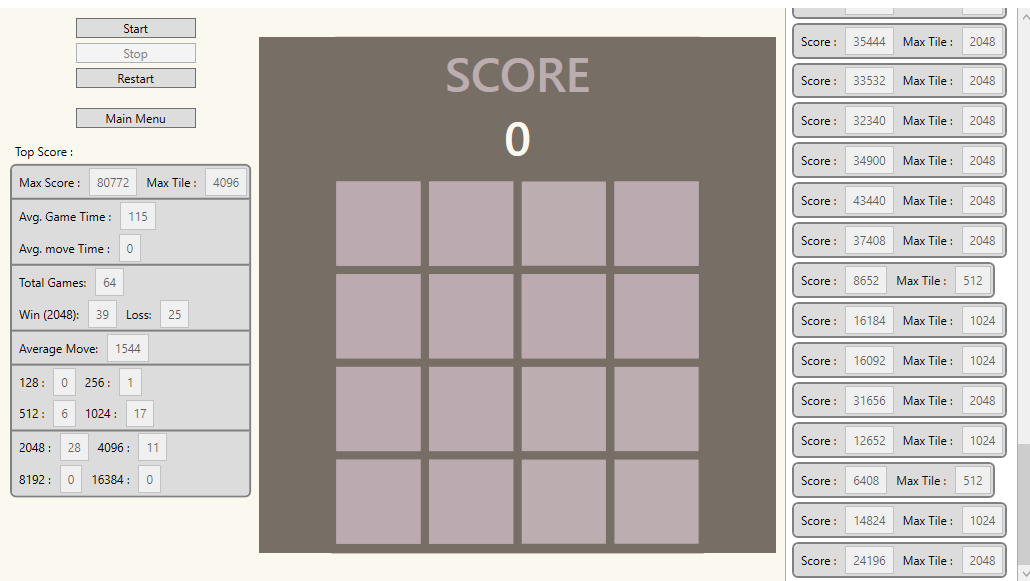 Start
Stop
Restart
Main Menu
Top Score :
Max Score : 80772 Max Tile : 4096
Avg. Game Time : 115
Avg. move Time : 0
Total Games: 64
Win (2048): 39 Loss: 25
Average Move: 1544
128 : 0 256 : 1
512 : 6 1024 : 17
2048 : 28 4096 : 11
8192 : 0 16384 : 0
SCORE
0
Score : 35444 Max Tile : 2048
Score : 33532 Max Tile : 2048
Score : 32340 Max Tile : 2048
Score : 34900 Max Tile : 2048
Score : 43440 Max Tile : 2048
Score : 37408 Max Tile : 2048
Score : 8652 Max Tile : 512
Score : 16184 Max Tile : 1024
Score : 16092 Max Tile : 1024
Score : 31656 Max Tile : 2048
Score : 12652 Max Tile : 1024
Score : 6408 Max Tile : 512
Score : 14824 Max Tile : 1024
Score : 24196 Max Tile : 2048